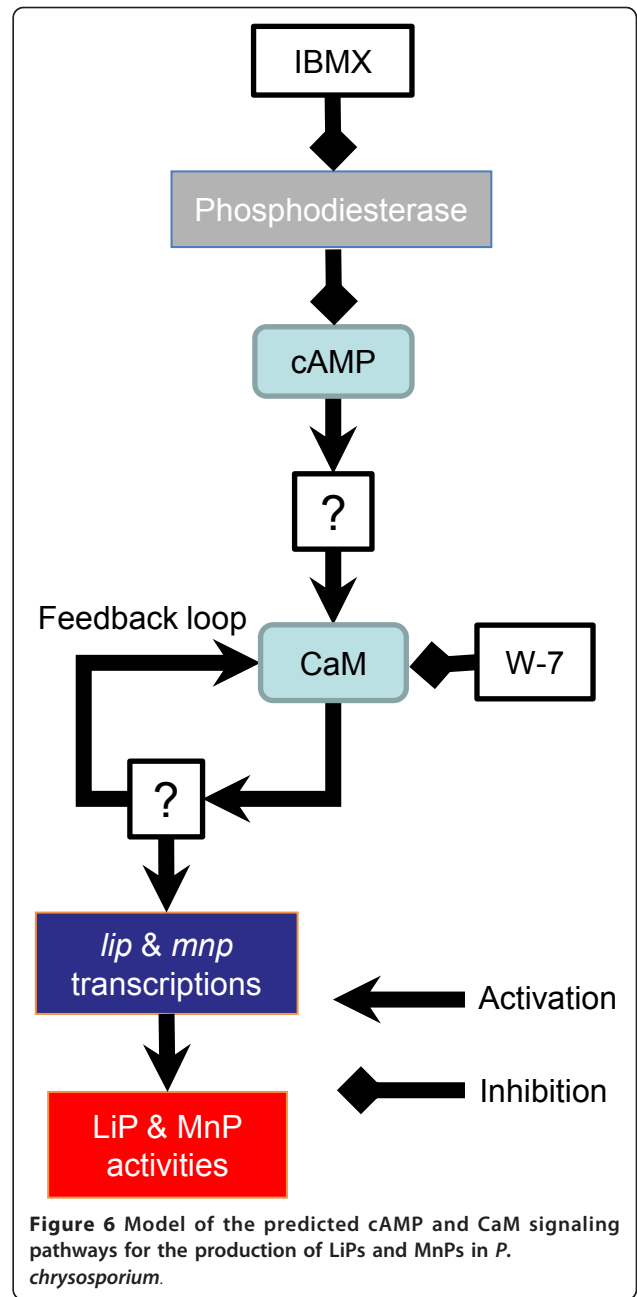 IBMX
Phosphodiesterase
cAMP
?
Feedback loop
CaM
W-7
?
lip & mnp
transcriptions
Activation
Inhibition
LiP & MnP
activities
Figure 6 Model of the predicted cAMP and CaM signaling
pathways for the production of LiPs and MnPs in P.
chrysosporium.